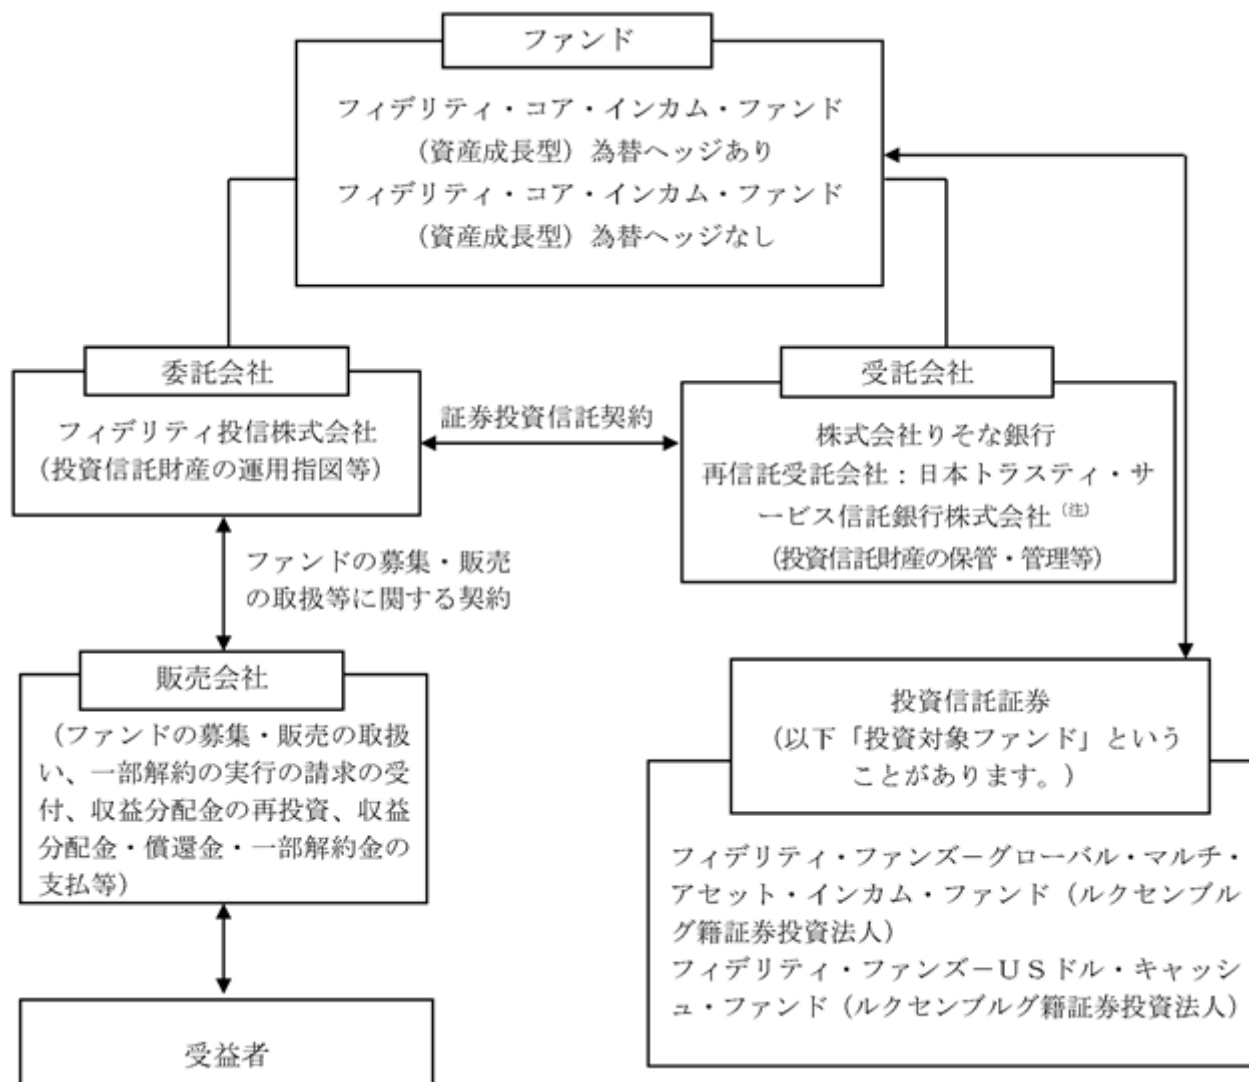 ファンド
フィデリティ・コア・インカム・ファンド
（資産成長型）為替ヘッジあり
フィデリティ・コア・インカム・ファンド
（資産成長型）為替ヘッジなし
委託会社
フィデリティ投信株式会社
（投資信託財産の運用指図等）
証券投資信託契約
受託会社
株式会社りそな銀行
再信託受託会社：日本トラスティ・サ
ービス信託銀行株式会社（注）
（投資信託財産の保管・管理等）
ファンドの募集・販売
の取扱等に関する契約
販売会社
（ファンドの募集・販売の取扱
い、一部解約の実行の請求の受
付、収益分配金の再投資、収益
分配金・償還金・一部解約金の
支払等）
受益者
投資信託証券
（以下「投資対象ファンド」という
ことがあります。）
フィデリティ・ファンズ－グローバル・マルチ・
アセット・インカム・ファンド（ルクセンブル
グ籍証券投資法人）
フィデリティ・ファンズ－ＵＳドル・キャッシ
ュ・ファンド（ルクセンブルグ籍証券投資法人）